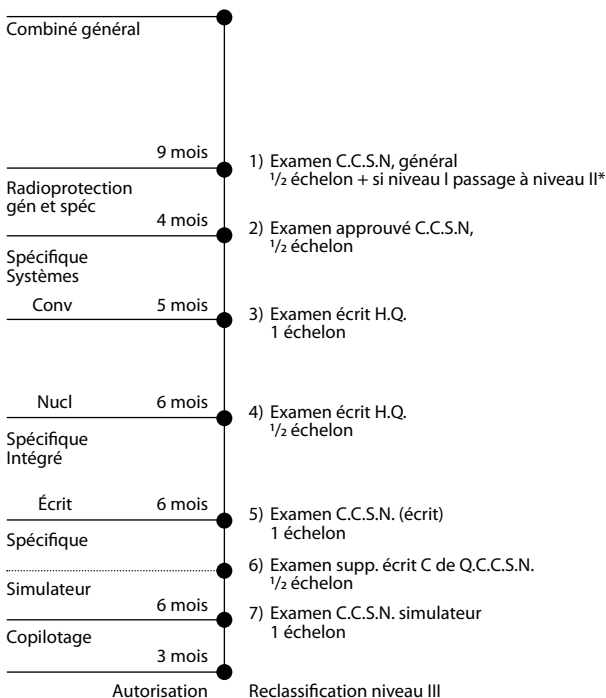 Combiné général
9 mois
1) Examen C.C.S.N, général
½ échelon + si niveau I passage à niveau II*
Radioprotection
gén et spéc
4 mois
2) Examen approuvé C.C.S.N,
½ échelon
Spécifique
Systèmes
Conv 5 mois
3) Examen écrit H.Q.
1 échelon
Nucl 6 mois
4) Examen écrit H.Q.
½ échelon
Spécifique
Intégré
Écrit 6 mois
5) Examen C.C.S.N. (écrit)
1 échelon
Spécifique
6) Examen supp. écrit C de Q.C.C.S.N.
½ échelon
Simulateur
6 mois
7) Examen C.C.S.N. simulateur
1 échelon
Copilotage
3 mois
Autorisation Reclassification niveau III